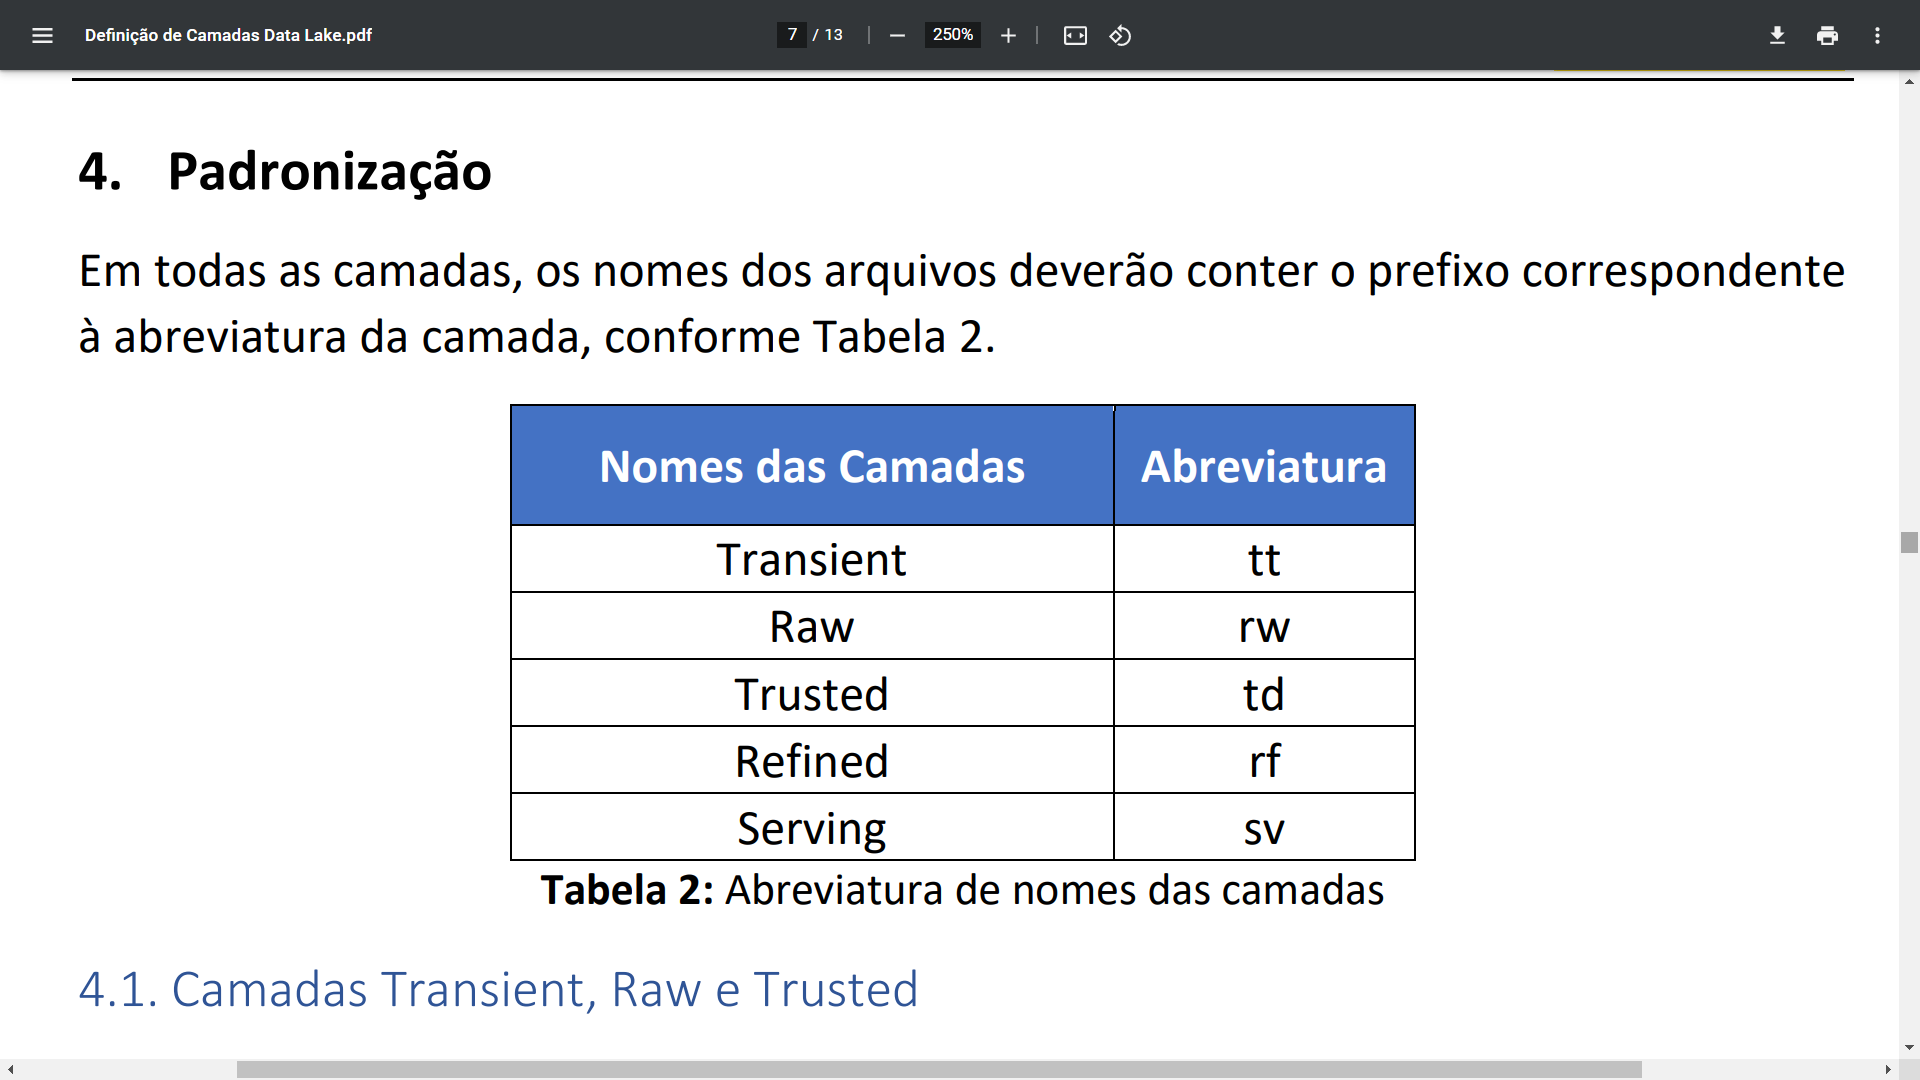 Definição de Camadas Data Lake.pdf
7 / 13
250%
4. Padronização
Em todas as camadas, os nomes dos arquivos deverão conter o prefixo correspondente
à abreviatura da camada, conforme Tabela 2.
Nomes das Camadas Abreviatura
Transient tt
Raw rw
Trusted td
Refined rf
Serving sv
Tabela 2: Abreviatura de nomes das camadas
4.1. Camadas Transient, Raw e Trusted